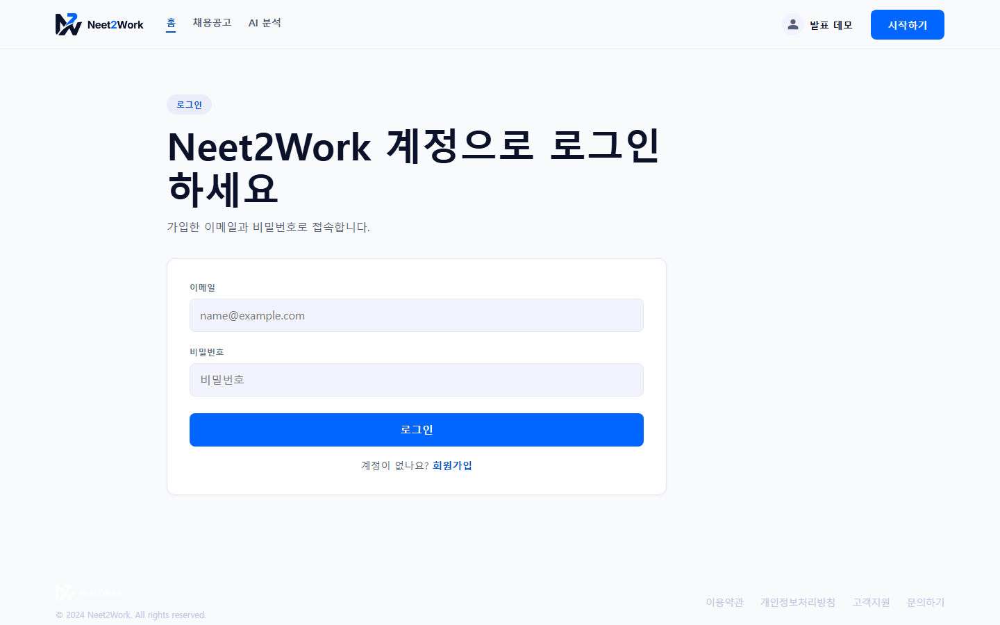 Neet2Work
홈
채용공고
AI 분석
발표 데모
시작하기
로그인
Neet2Work 계정으로 로그인
하세요
가입한 이메일과 비밀번호로 접속합니다.
이메일
name@example.com
비밀번호
비밀번호
로그인
계정이 없나요? 회원가입
Neet2Work
© 2024 Neet2Work. All rights reserved.
이용약관
개인정보처리방침
고객지원
문의하기